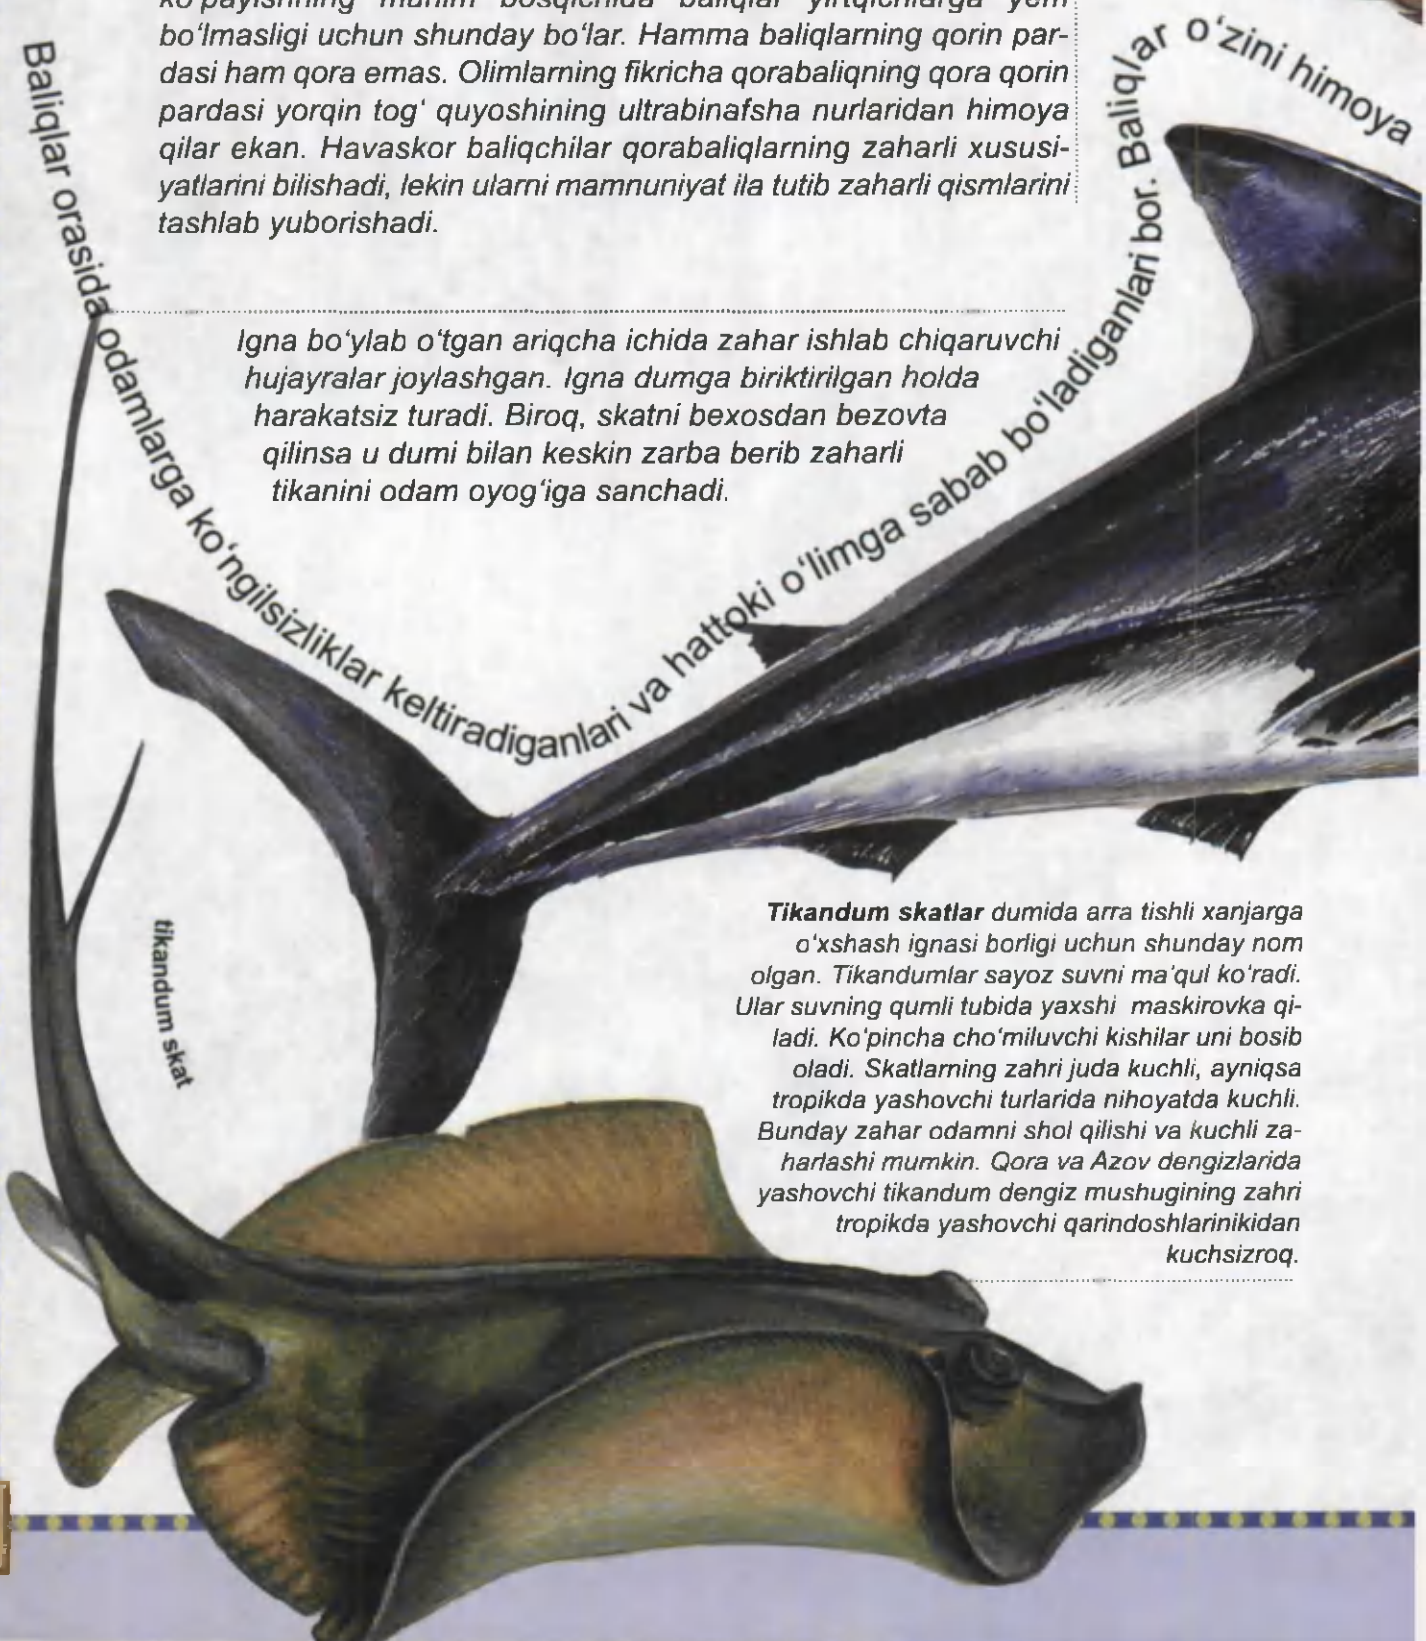 ko'payishning muhim bosqichida baliqlar yirtqichlarga yem
bo'lmasligi uchun shunday bo'lar. Hamma baliqlarning qorin par-
dasi ham qora emas. Olimlarning fikricha qorabaliqning qora qorin
pardasi yorqin tog' quyoshining ultrabinafsha nurlaridan himoya
qilar ekan. Havaskor baliqchilar qorabaliqlarning zaharli xususi-
yatlarini bilishadi, lekin ularni mamnuniyat ila tutib zaharli qismlarini
tashlab yuborishadi.
Baliqlar orasida odamlarga ko'ngilsizliklar keltiradiganlari va hattoki o'limga sabab bo'ladiganlari bor. Baliqlar o'zini himoya
Igna bo'ylab o'tgan ariqcha ichida zahar ishlab chiqaruvchi
hujayralar joylashgan. Igna dumga biriktirilgan holda
harakatsiz turadi. Biroq, skatni bexosdan bezovta
qilinsa u dumi bilan keskin zarba berib zaharli
tikanini odam oyog'iga sanchadi.
tikandum skat
Tikandum skatlar dumida arra tishli xanjarga
o'xshash ignasi borligi uchun shunday nom
olgan. Tikandumlar sayoz suvni ma'qul ko'radi.
Ular suvning qumli tubida yaxshi maskirovka qi-
ladi. Ko'pincha cho'miluvchi kishilar uni bosib
oladi. Skatlarning zahri juda kuchli, ayniqsa
tropikda yashovchi turlarida nihoyatda kuchli.
Bunday zahar odamni shol qilishi va kuchli za-
harlashi mumkin. Qora va Azov dengizlarida
yashovchi tikandum dengiz mushugining zahri
tropikda yashovchi qarindoshlarinikidan
kuchsizroq.